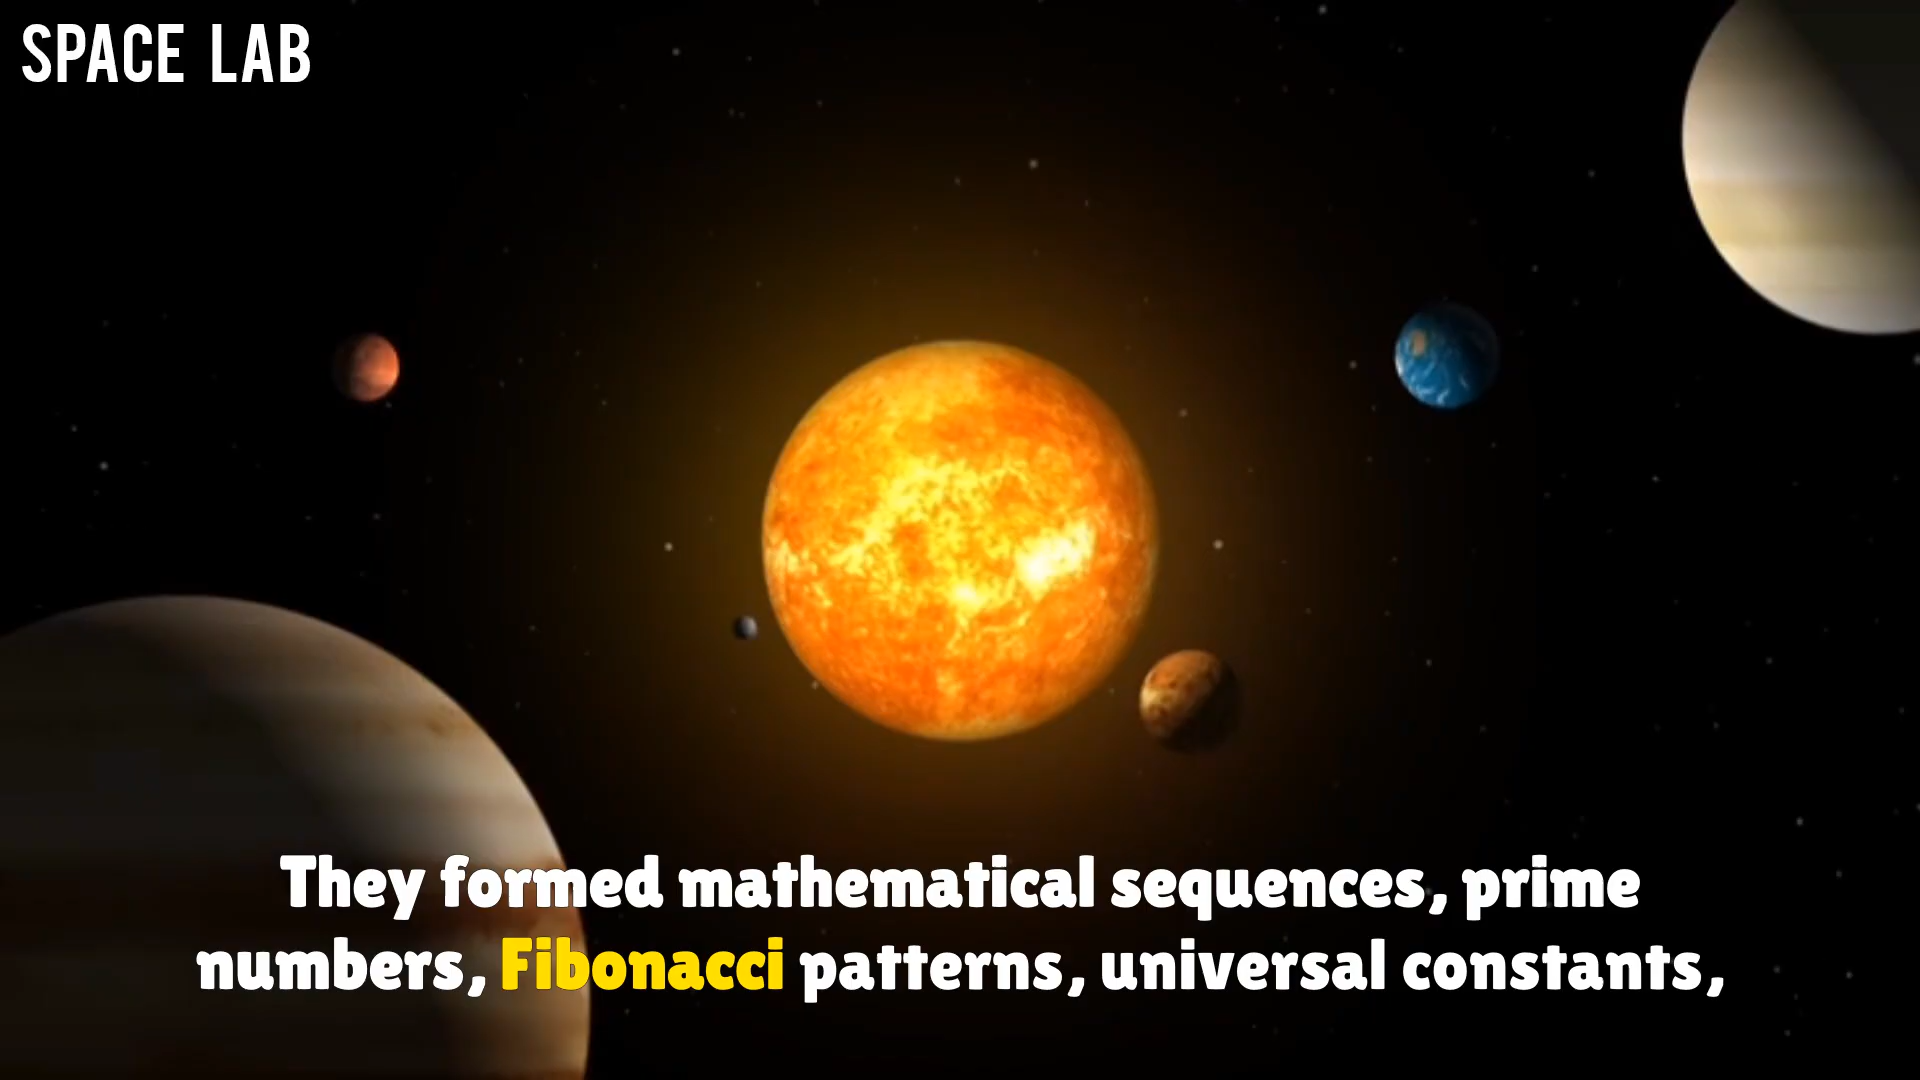 SPACE LAB
They formed mathematical sequences, prime
numbers, Fibonacci patterns, universal constants,